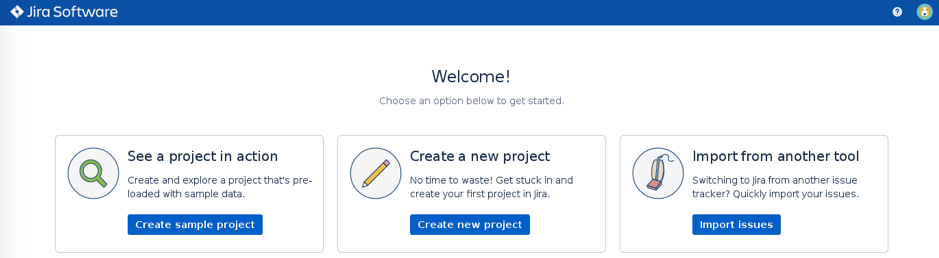 Jira Software
Welcome!
Choose an option below to get started.
See a project in action
Create and explore a project that's pre-
loaded with sample data.
Create sample project
Create a new project
No time to waste! Get stuck in and
create your first project in Jira.
Create new project
Import from another tool
Switching to Jira from another issue
tracker? Quickly import your issues.
Import issues